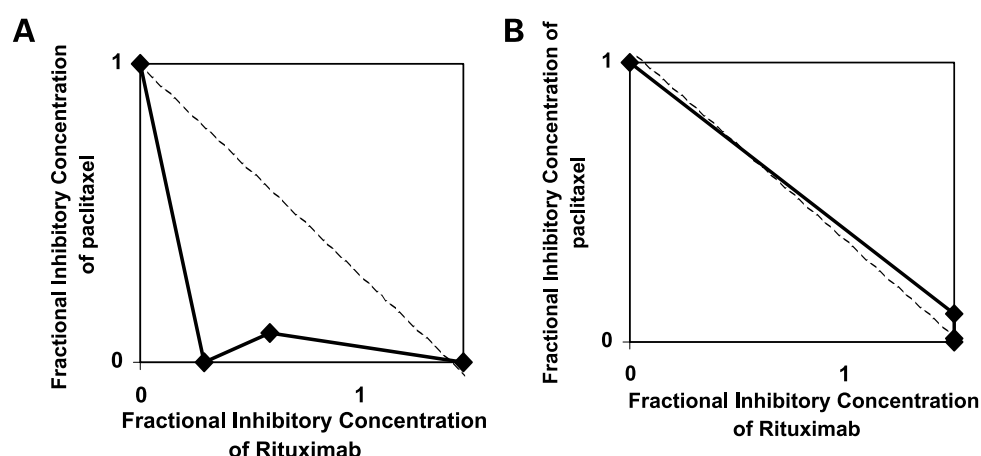 A
Fractional Inhibitory Concentration
of paclitaxel
1
0
0
1
Fractional Inhibitory Concentration
of Rituximab
B
Fractional Inhibitory Concentration of
paclitaxel
1
0
0
1
Fractional Inhibitory Concentration
of Rituximab